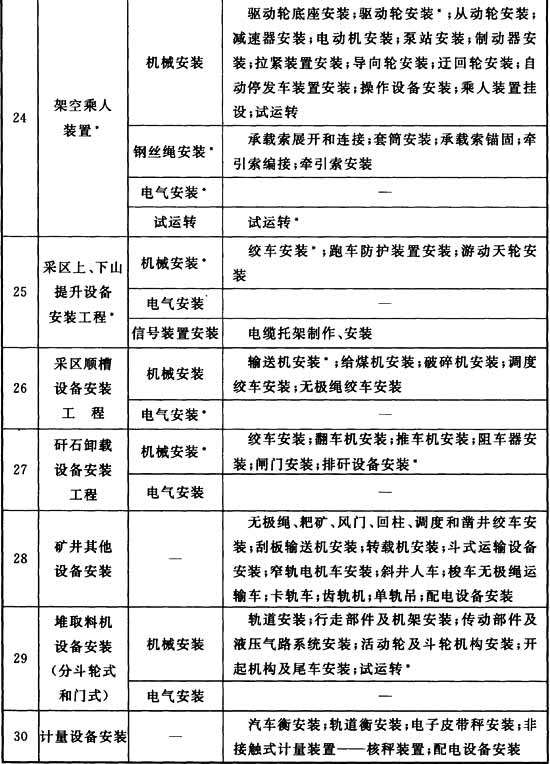 24
架空乘人
装置*
机械安装
驱动轮底座安装;驱动轮安装*;从动轮安装;
减速器安装;电动机安装;泵站安装;制动器安
装;拉紧装置安装;导向轮安装;迂回轮安装;自
动停发车装置安装;操作设备安装;乘人装置挂
设;试运转
钢丝绳安装*
承载索展开和连接;套筒安装;承载索锚固;牵
引索编接;牵引索安装
电气安装*
—
试运转
试运转*
25
采区上、下山
提升设备
安装工程*
机械安装*
绞车安装*;跑车防护装置安装;游动天轮安
装
电气安装
—
信号装置安装
电缆托架制作、安装
26
采区顺槽
设备安装
工 程
机械安装
输送机安装*;给煤机安装;破碎机安装;调度
绞车安装;无极绳绞车安装
电气安装*
—
27
矸石卸载
设备安装
工程
机械安装*
绞车安装;翻车机安装;推车机安装;阻车器安
装;闸门安装;排矸设备安装*
电气安装
—
28
矿井其他
设备安装
—
无极绳、耙矿、风门、回柱、调度和凿井绞车安
装;刮板输送机安装;转载机安装;斗式运输设备
安装;窄轨电机车安装;斜井人车;梭车无极绳运
输车;卡轨车;齿轨机;单轨吊;配电设备安装
29
堆取料机
设备安装
(分斗轮式
和门式)
机械安装
轨道安装;行走部件及机架安装;传动部件及
液压气路系统安装;活动轮及斗轮机构安装;开
起机构及尾车安装;试运转*
电气安装
—
30
计量设备安装
—
汽车衡安装;轨道衡安装;电子皮带秤安装;非
接触式计量装置——核秤装置;配电设备安装